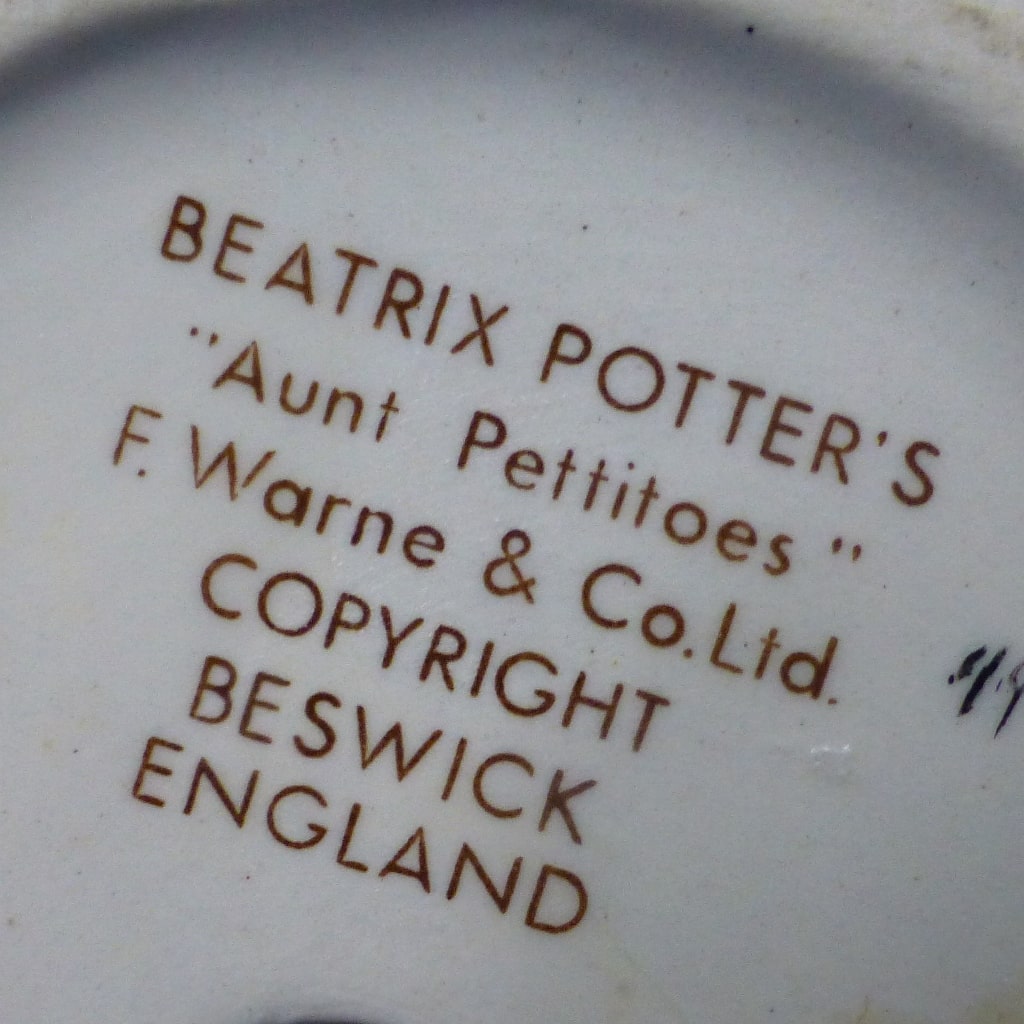 BEATRIX POTTER'S
"Aunt Pettitoes"
F. Warne & Co. Ltd.
COPYRIGHT
BESWICK
ENGLAND